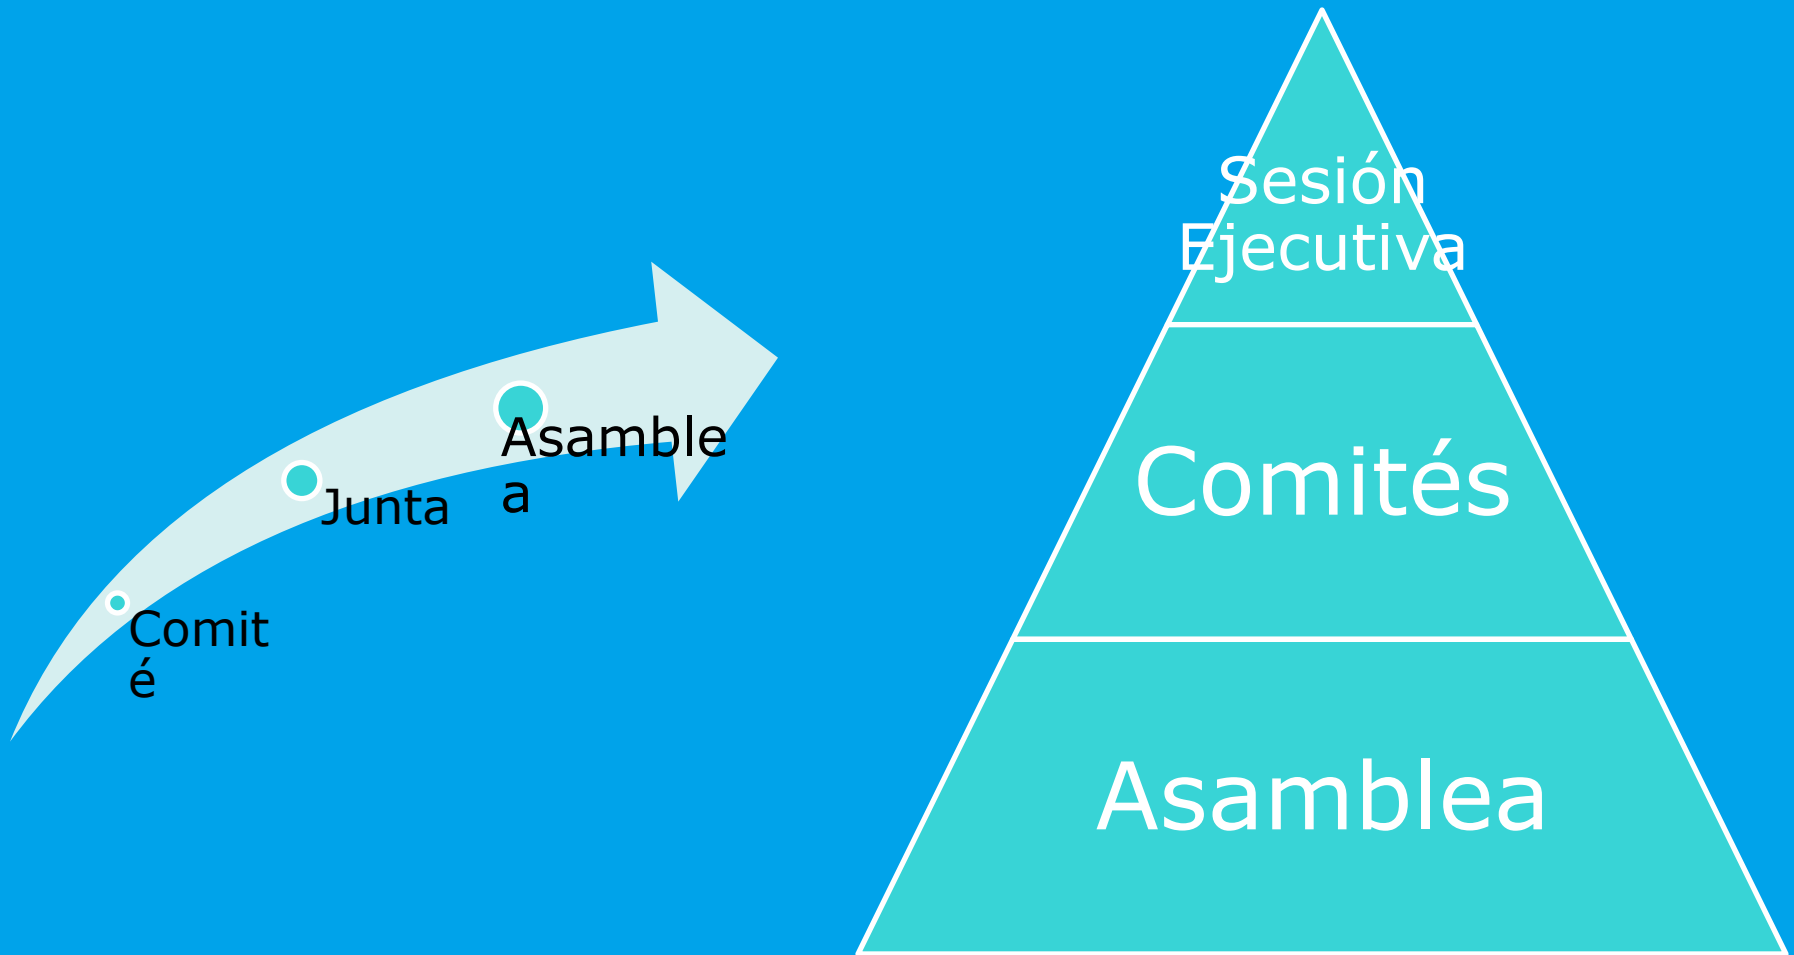 Comit
é
Junta
Asamble
a
Sesión
Ejecutiva
Comités
Asamblea